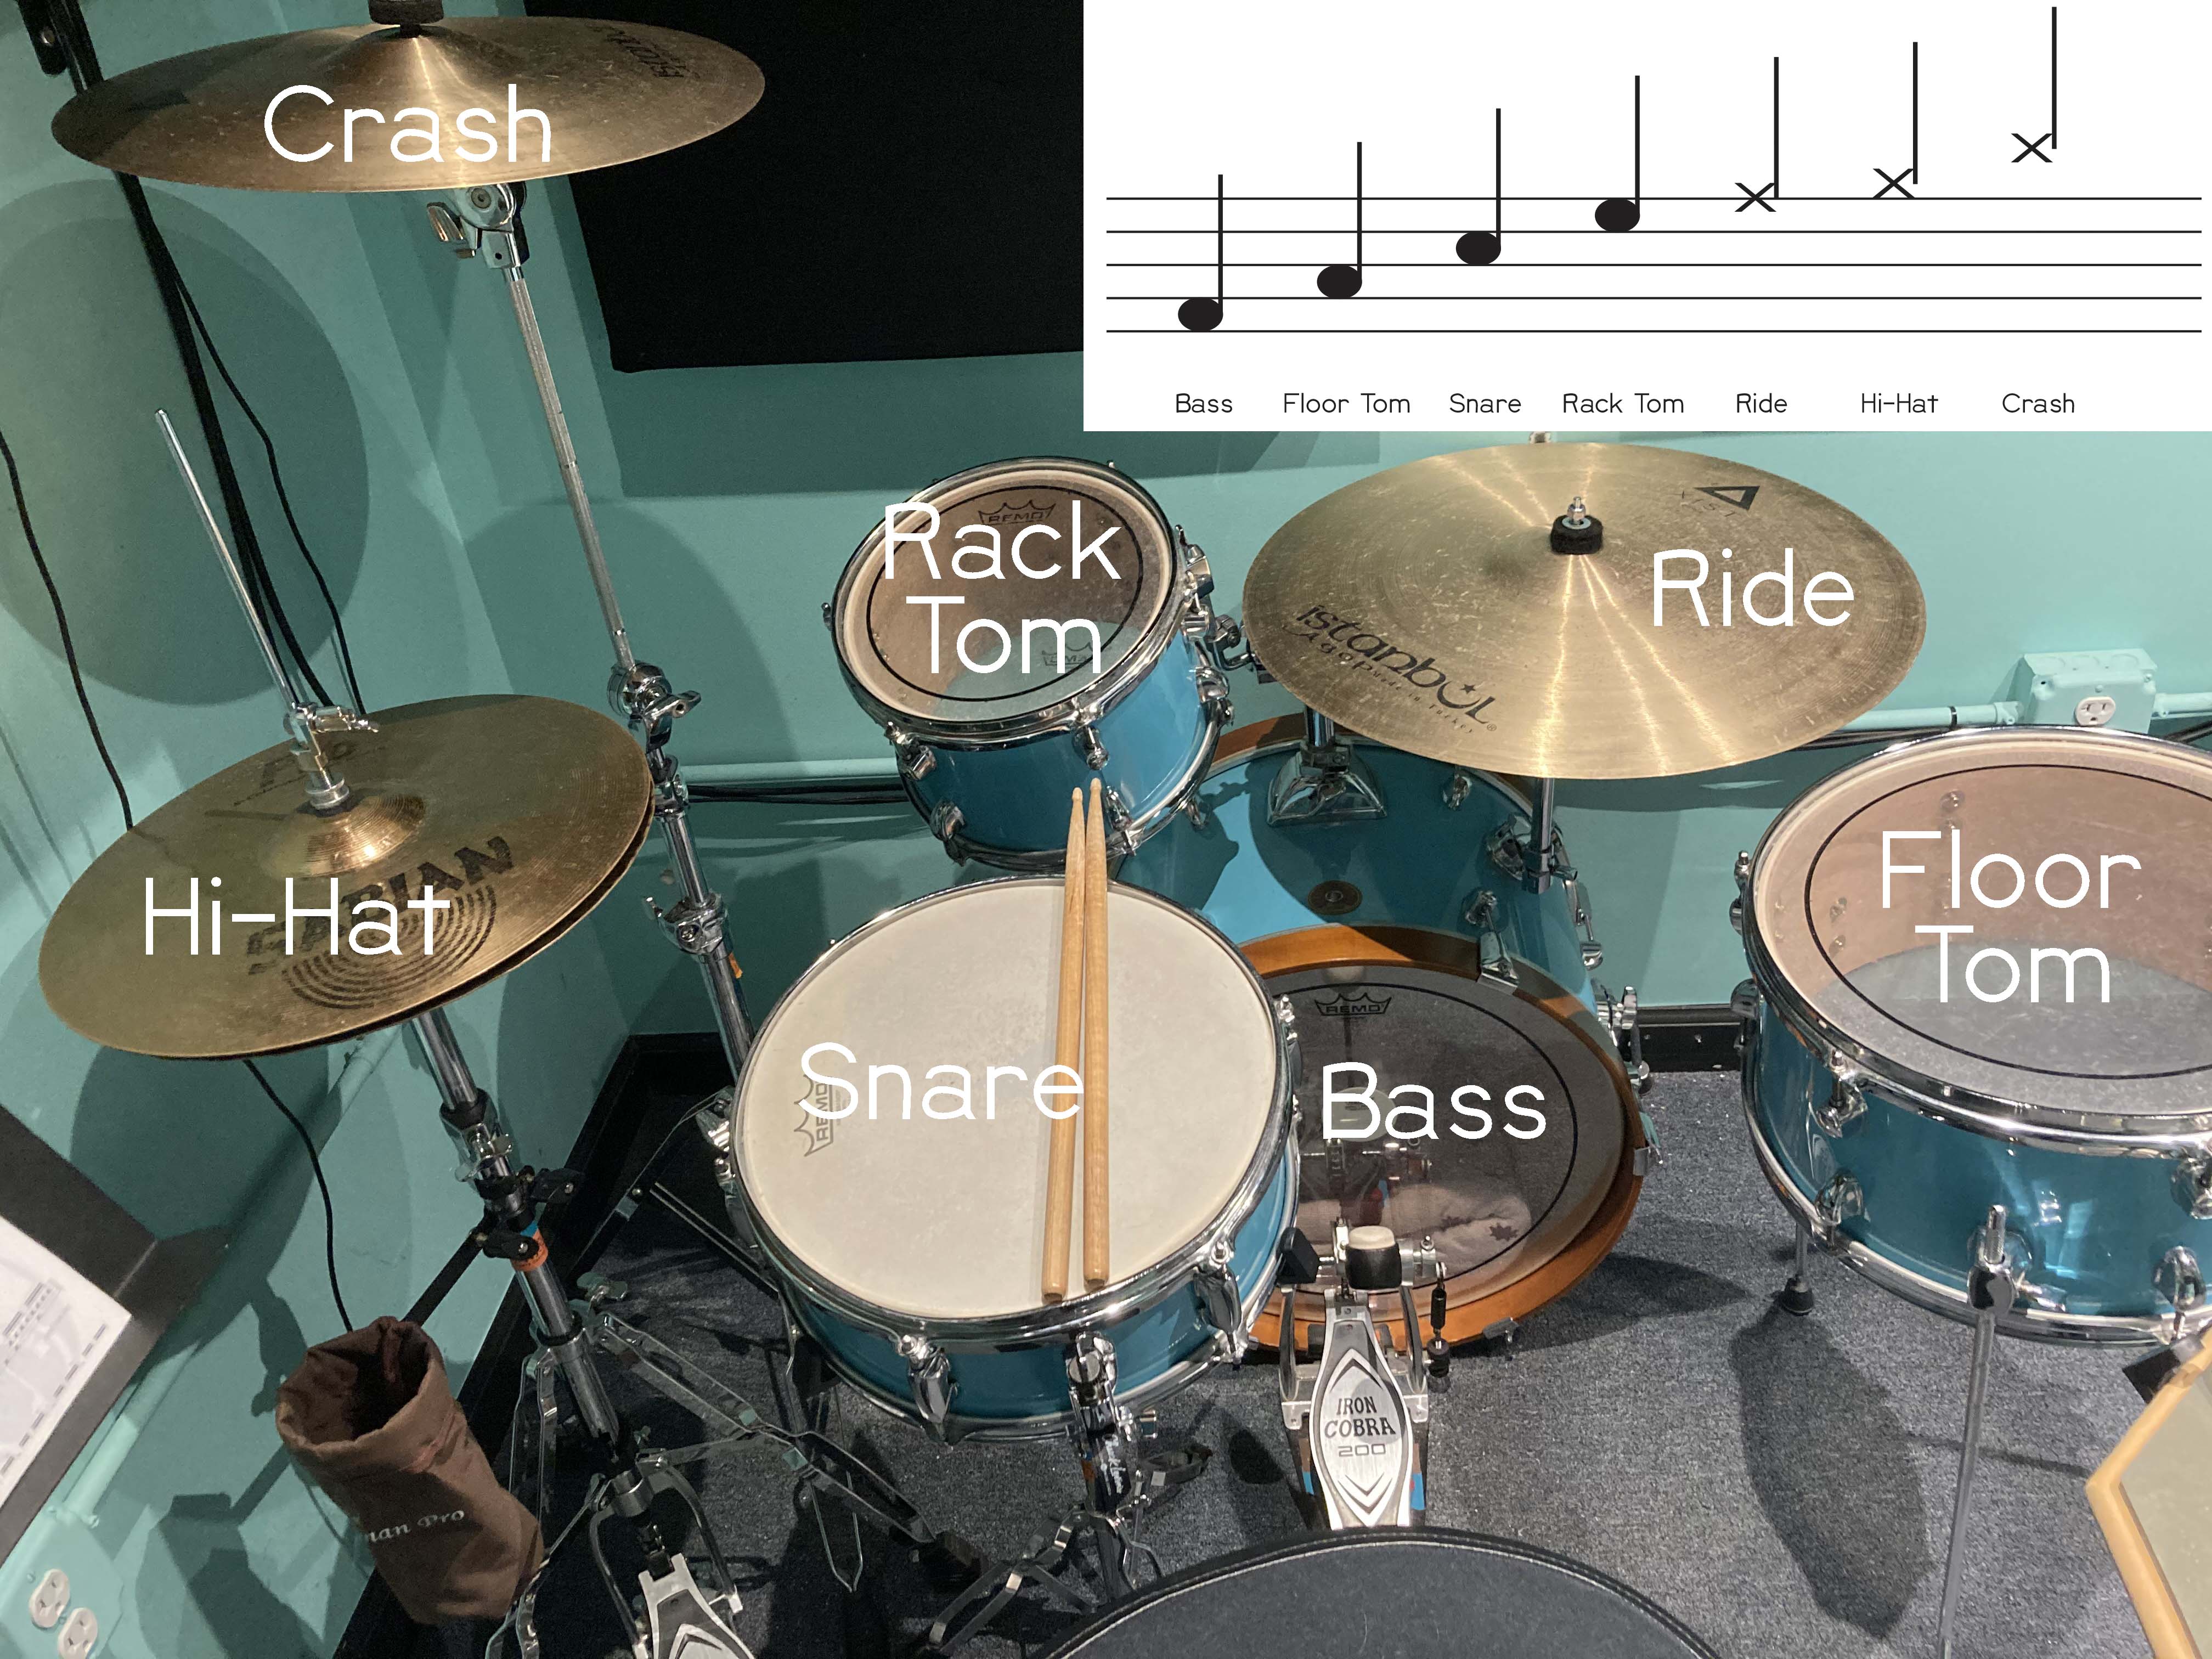 Crash
Bass Floor Tom Snare Rack Tom Ride Hi-Hat Crash
REMO
Rack
Tom
Ride
istanbul
Agop
Hi-Hat
SABIAN
Floor
Tom
REMO
Snare
REMO
Bass
IRON
COBRA
200
Pro